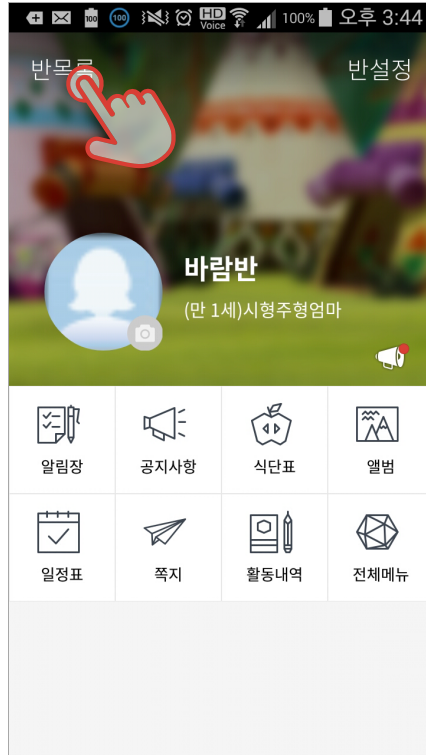 100 100 HD Voice 100% 오후 3:44
반목록 반설정
바람반
(만 1세)시형주형엄마
알림장 공지사항 식단표 앨범
일정표 쪽지 활동내역 전체메뉴